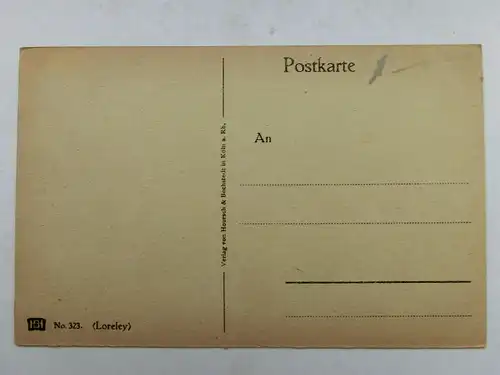 Postkarte
An
Verlag von Hoursch & Bechstedt in Köln a. Rh.
No. 323. (Loreley)